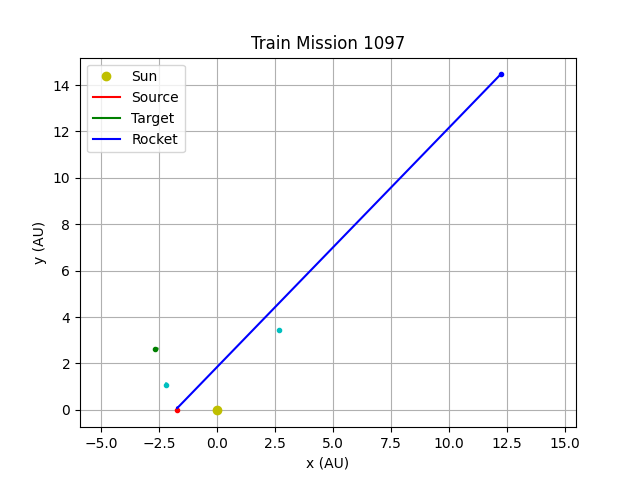 Train Mission 1097
Sun
Source
Target
Rocket
y (AU)
14
12
10
8
6
4
2
0
−5.0 −2.5 0.0 2.5 5.0 7.5 10.0 12.5 15.0
x (AU)